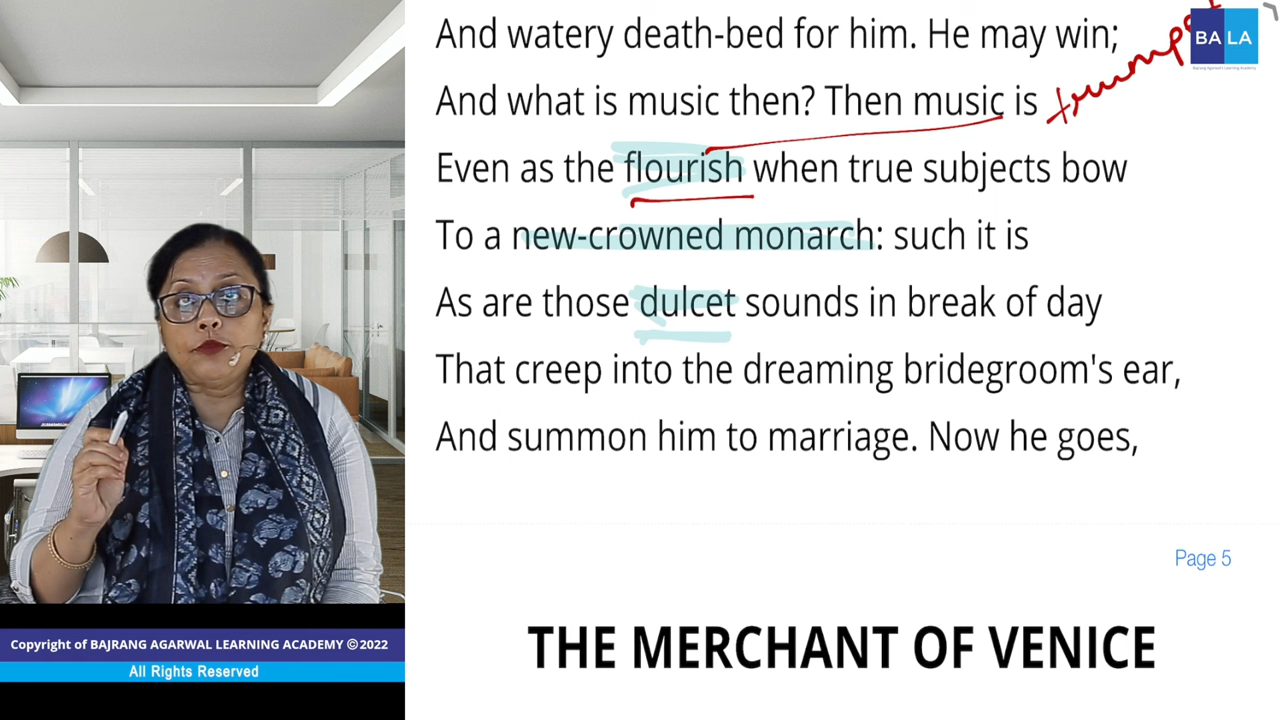 And watery death-bed for him. He may win;
And what is music then? Then music is
Even as the flourish when true subjects bow
To a new-crowned monarch: such it is
As are those dulcet sounds in break of day
That creep into the dreaming bridegroom's ear,
And summon him to marriage. Now he goes,
BA LA
Page 5
THE MERCHANT OF VENICE
Copyright of BAJRANG AGARWAL LEARNING ACADEMY ©2022
All Rights Reserved